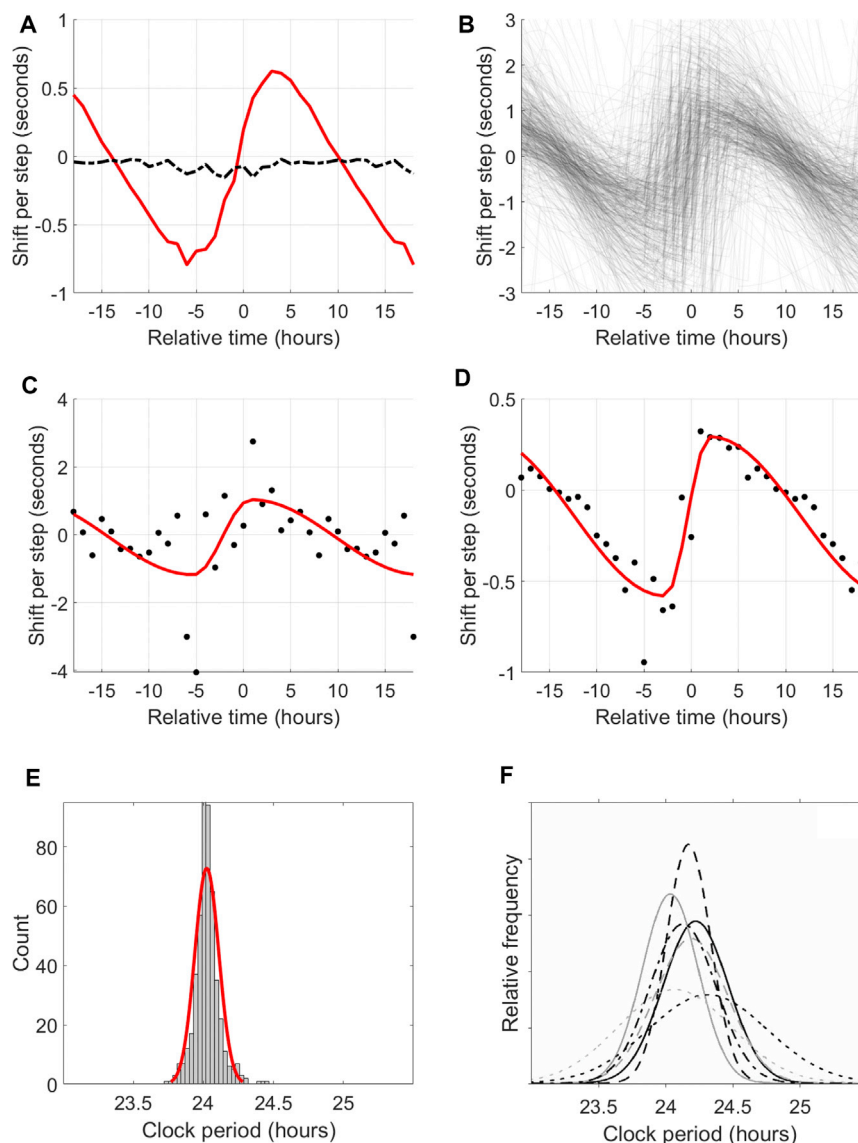 A
Shift per step (seconds)
1
0.5
0
-0.5
-1
-15 -10 -5 0 5 10 15
Relative time (hours)
B
Shift per step (seconds)
3
2
1
0
-1
-2
-3
-15 -10 -5 0 5 10 15
Relative time (hours)
C
Shift per step (seconds)
4
2
0
-2
-4
-15 -10 -5 0 5 10 15
Relative time (hours)
D
Shift per step (seconds)
0.5
0
-0.5
-1
-15 -10 -5 0 5 10 15
Relative time (hours)
E
Count
80
60
40
20
0
23.5 24 24.5 25
Clock period (hours)
F
Relative frequency
23.5 24 24.5 25
Clock period (hours)